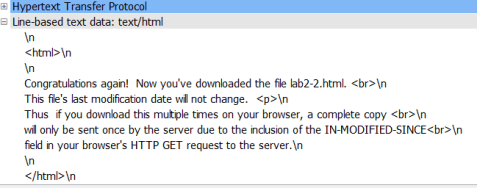 Hypertext Transfer Protocol
Line-based text data: text/html
\n
<html>\n
\n
Congratulations again!  Now you've downloaded the file lab2-2.html. <br>\n
This file's last modification date will not change.  <p>\n
Thus  if you download this multiple times on your browser, a complete copy <br>\n
will only be sent once by the server due to the inclusion of the IN-MODIFIED-SINCE<br>\n
field in your browser's HTTP GET request to the server.\n
\n
</html>\n